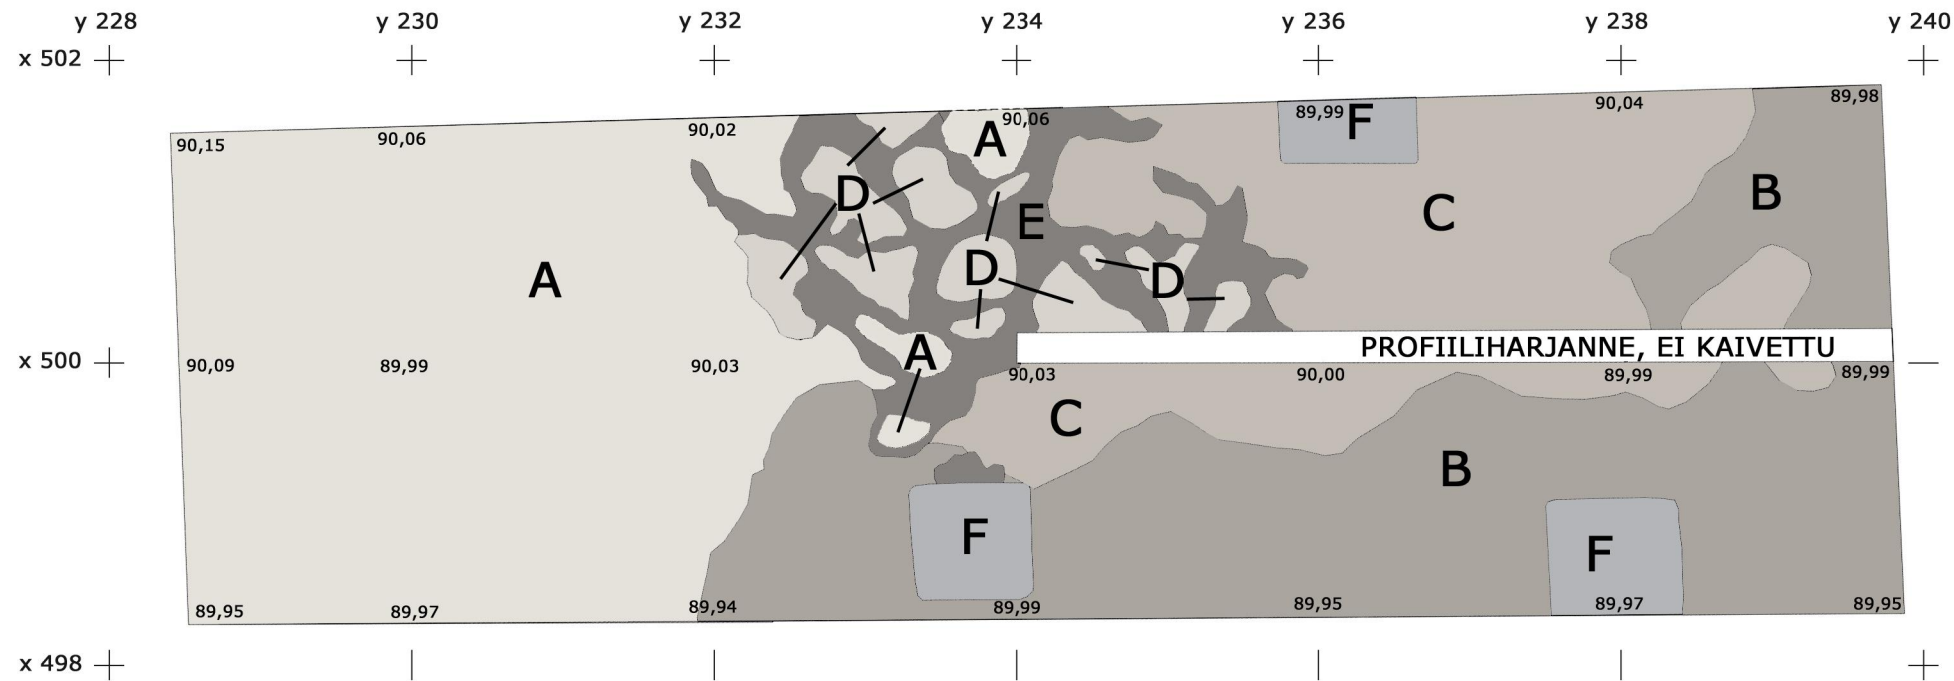 y 228 y 230 y 232 y 234 y 236 y 238 y 240
x 502
90,15 90,06 90,02 A 90,06 89,99 F 90,04 89,98
D E C B
A D D
A PROFIILIHARJANNE, EI KAIVETTU
x 500 90,09 89,99 90,03 90,03 90,00 89,99 89,99
C
B
F F
89,95 89,97 89,94 89,99 89,95 89,97 89,95
x 498